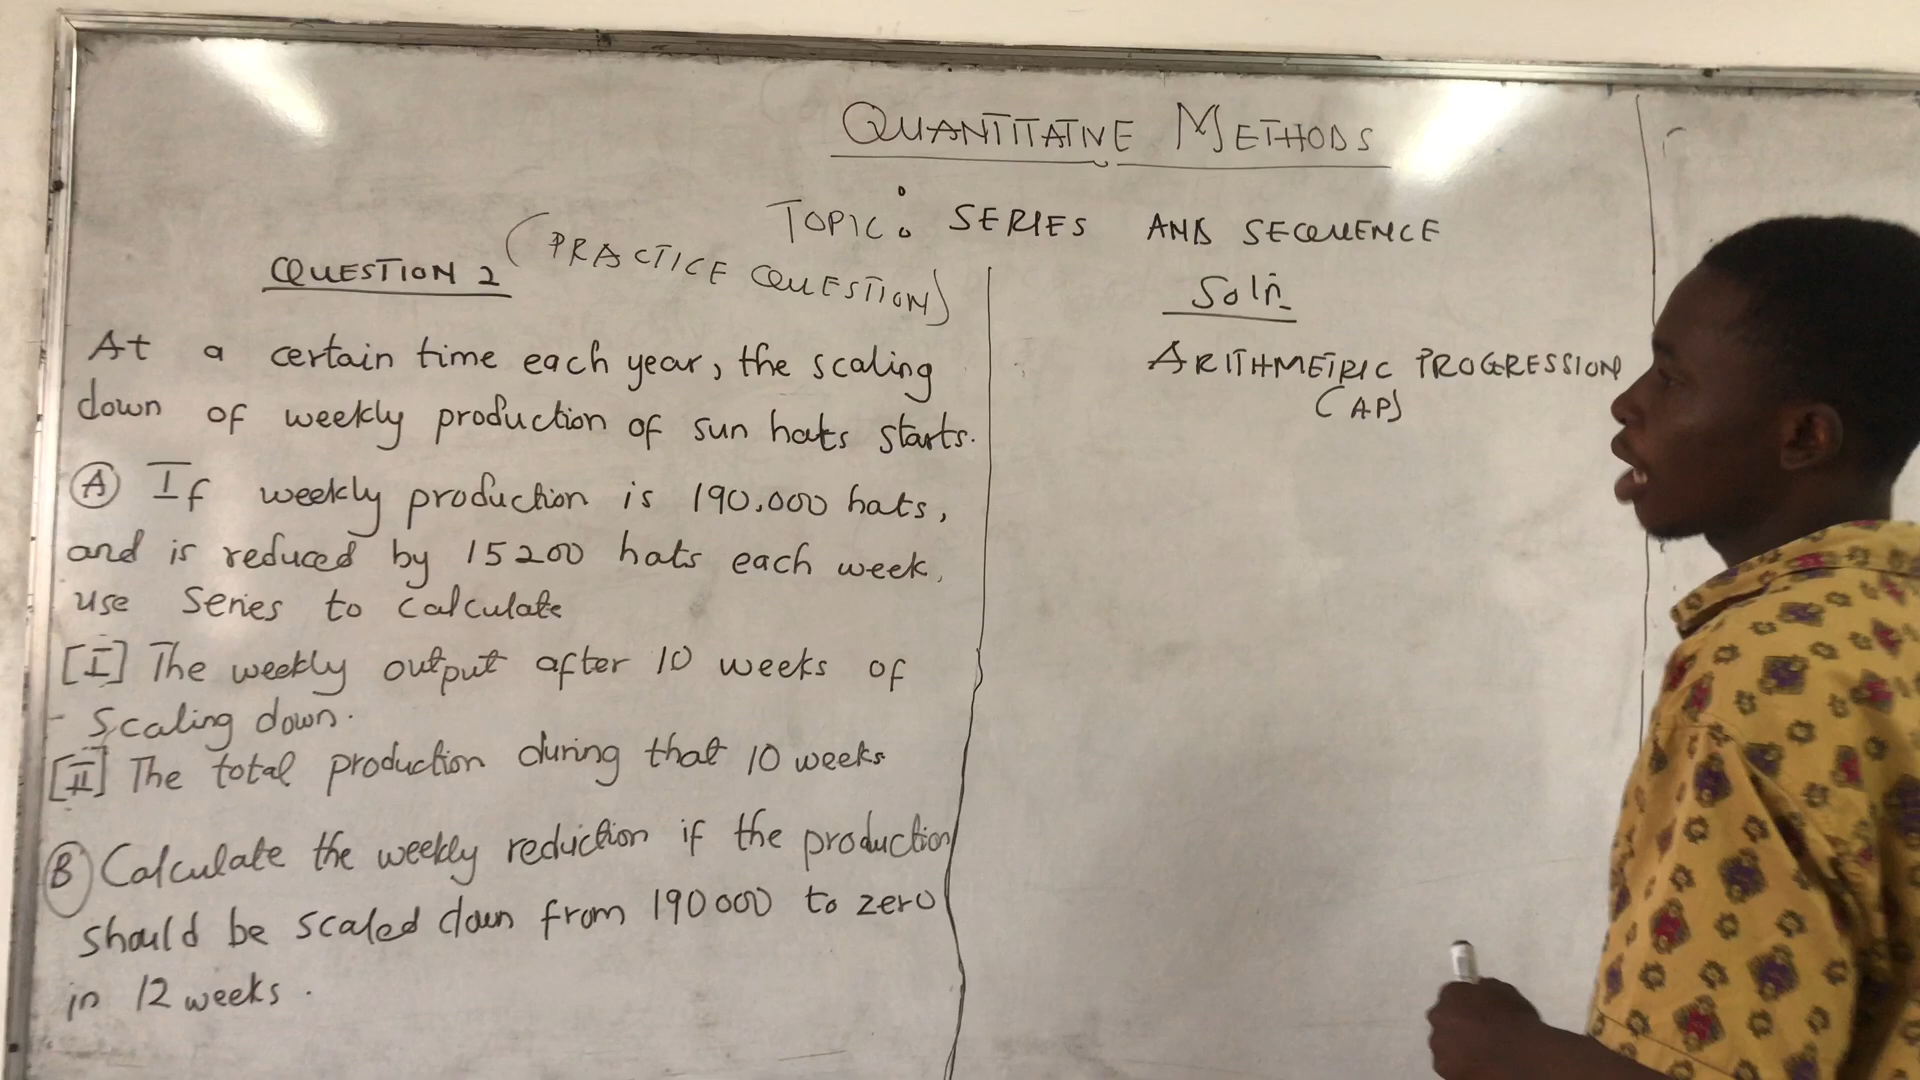 QUANTITATIVE METHODS
TOPIC: SERIES AND SEQUENCE
QUESTION 2 (PRACTICE QUESTION)
At a certain time each year, the scaling
down of weekly production of sun hats starts.
(A) If weekly production is 190,000 hats,
and is reduced by 15200 hats each week,
use series to calculate
[I] The weekly output after 10 weeks of
- Scaling down.
[II] The total production during that 10 weeks
(B) Calculate the weekly reduction if the production
should be scaled down from 190000 to zero
in 12 weeks.
Soln
ARITHMETRIC PROGRESSION
(AP)